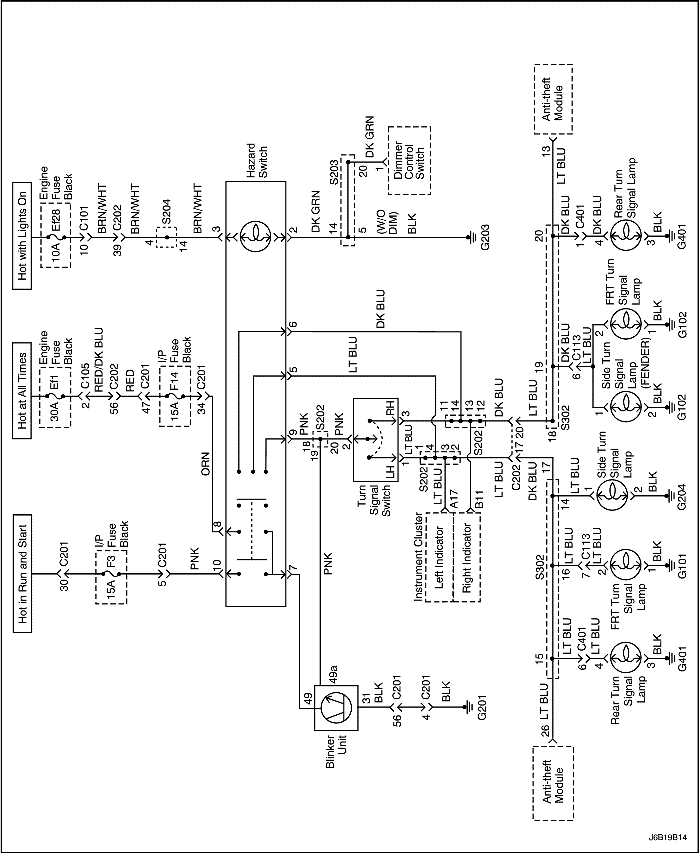 Hot in Run and Start
Hot at All Times
Hot with Lights On
30
C201
I/P
Fuse
Black
15A
F3
5
C201
PNK
10
Engine
Fuse
Black
30A
Ef1
2
C105
RED/DK BLU
56
C202
RED
47
C201
I/P
Fuse
Black
15A
F14
34
C201
ORN
8
Engine
Fuse
Black
10A
Ef28
10
C101
BRN/WHT
39
C202
BRN/WHT
4
S204
14
BRN/WHT
3
Hazard
Switch
7
9
5
6
2
PNK
18
S202
19
20
PNK
2
PNK
LT BLU
DK BLU
DK GRN
14
S203
20
DK GRN
1
Dimmer
Control
Switch
5
(W/O
DIM)
BLK
G203
Blinker
Unit
49
49a
31
BLK
56
C201
4
C201
BLK
G201
Turn
Signal
Switch
LH
RH
1
3
LT BLU
S202
1
4
3
2
LT BLU
11
14
13
12
S202
DK BLU
Instrument Cluster
Left Indicator
A17
Right Indicator
B11
LT BLU
C202
17
20
DK BLU
LT BLU
17
18
S302
Anti-theft
Module
26
LT BLU
15
S302
LT BLU
6
C401
LT BLU
4
Rear Turn
Signal
Lamp
3
BLK
G401
16
LT BLU
7
C113
LT BLU
2
FRT Turn
Signal
Lamp
1
BLK
G101
14
LT BLU
1
Side Turn
Signal
Lamp
2
BLK
G204
19
DK BLU
6
C113
LT BLU
Side Turn
Signal
Lamp
(FENDER)
1
2
G102
FRT Turn
Signal
Lamp
2
1
BLK
G102
20
DK BLU
1
C401
DK BLU
4
Rear Turn
Signal Lamp
3
BLK
G401
LT BLU
13
Anti-theft
Module
J6B19B14